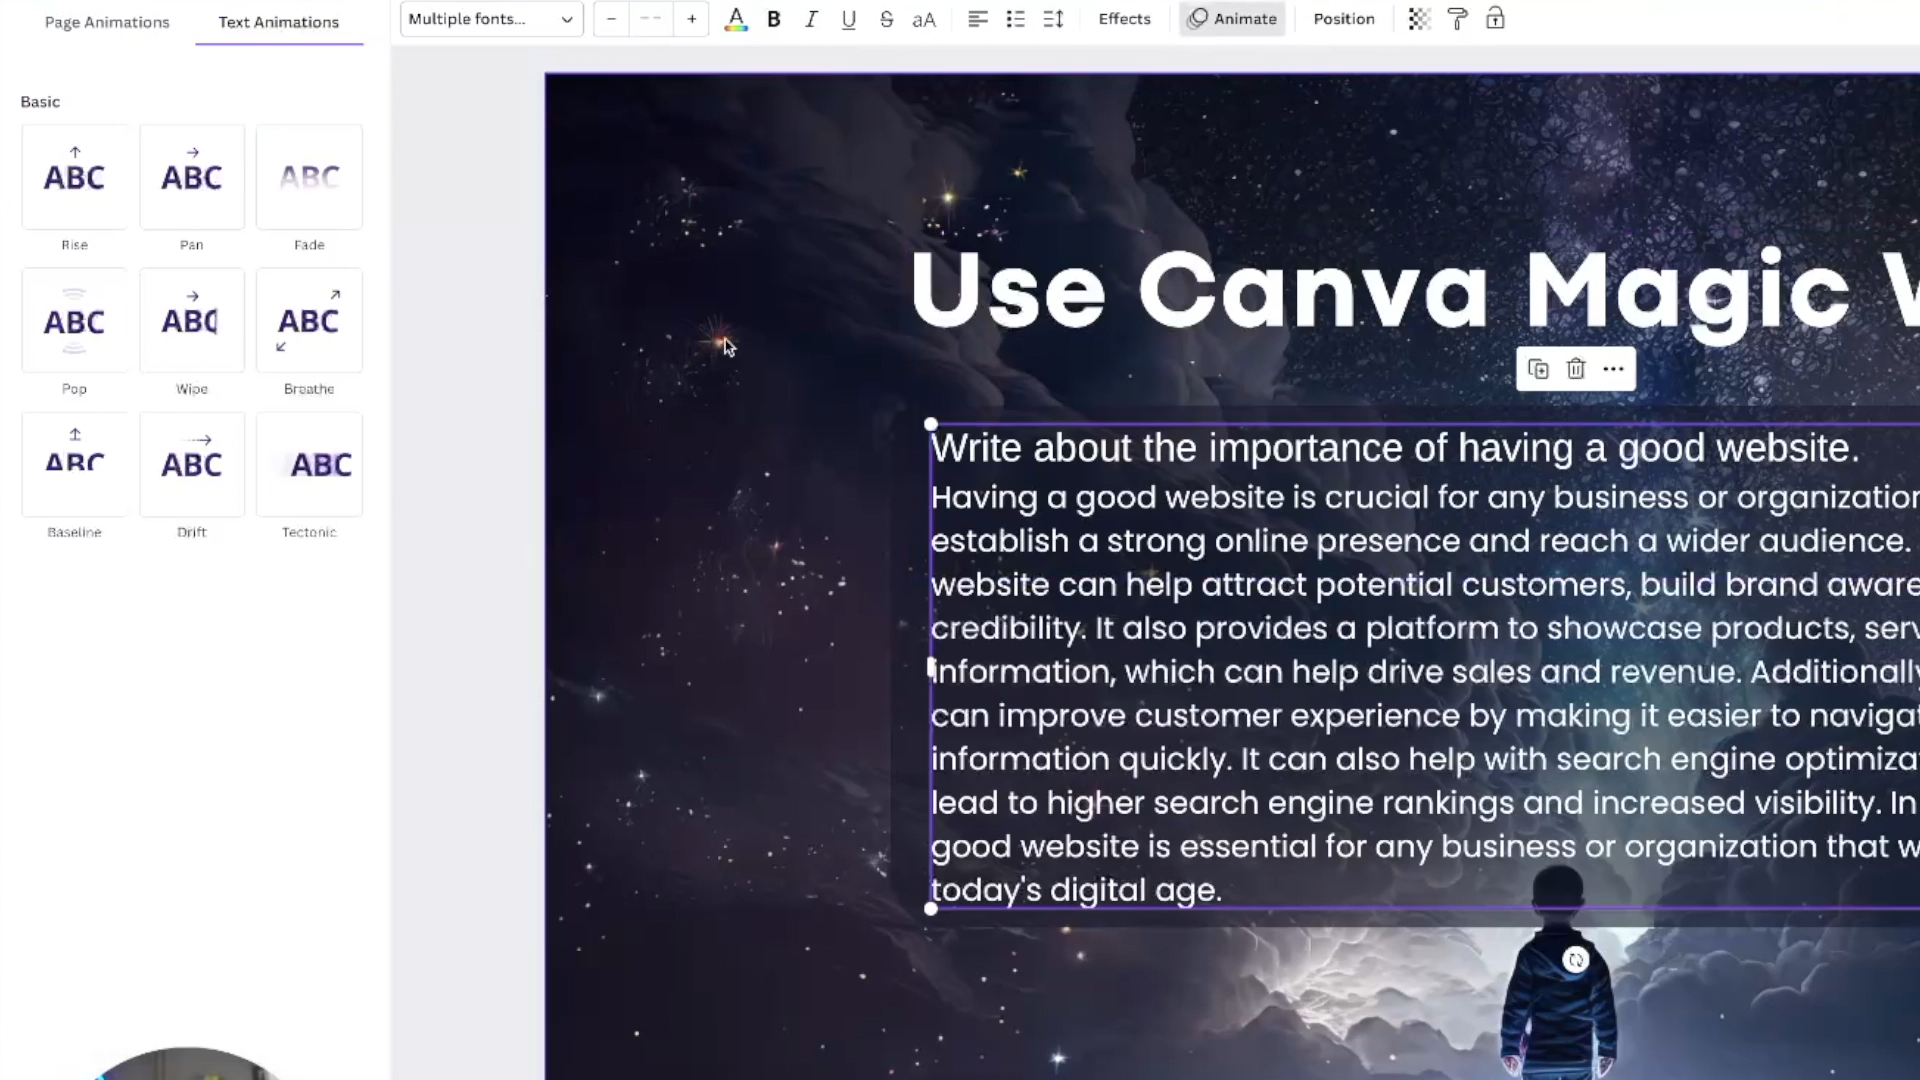 Page Animations Text Animations
Multiple fonts... B I U S aA Effects Animate Position
Basic
ABC ABC ABC
Rise Pan Fade
ABC ABC ABC
Pop Wipe Breathe
ABC ABC ABC
Baseline Drift Tectonic
Use Canva Magic
Write about the importance of having a good website.
Having a good website is crucial for any business or organization
establish a strong online presence and reach a wider audience.
website can help attract potential customers, build brand aware
credibility. It also provides a platform to showcase products, serv
information, which can help drive sales and revenue. Additionally
can improve customer experience by making it easier to navigat
information quickly. It can also help with search engine optimizat
lead to higher search engine rankings and increased visibility. In
good website is essential for any business or organization that w
today's digital age.